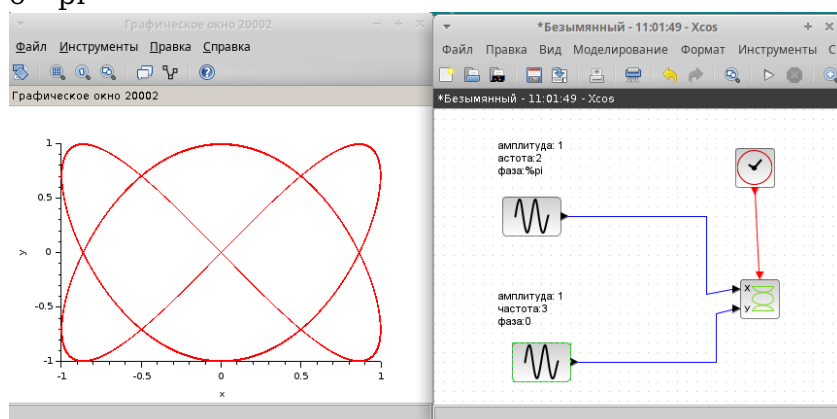 Графическое окно 20002
Файл Инструменты Правка Справка
Графическое окно 20002
1
0.5
0
-0.5
-1
y
-1 -0.5 0 0.5 1
x
*Безымянный - 11:01:49 - Xcos
Файл Правка Вид Моделирование Формат Инструменты С
*Безымянный - 11:01:49 - Xcos
амплитуда: 1
астота:2
фаза:%pi
амплитуда: 1
частота:3
фаза:0
X
y